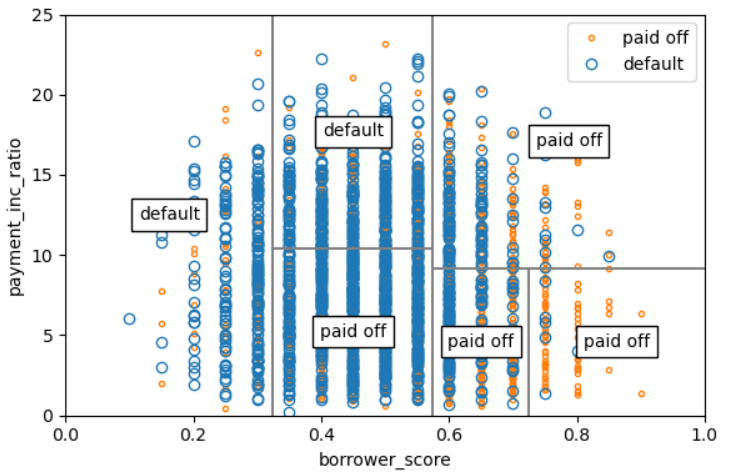 25
20
15
10
5
0
payment_inc_ratio
paid off
default
default
paid off
default
paid off
paid off
paid off
0.0
0.2
0.4
0.6
0.8
1.0
borrower_score